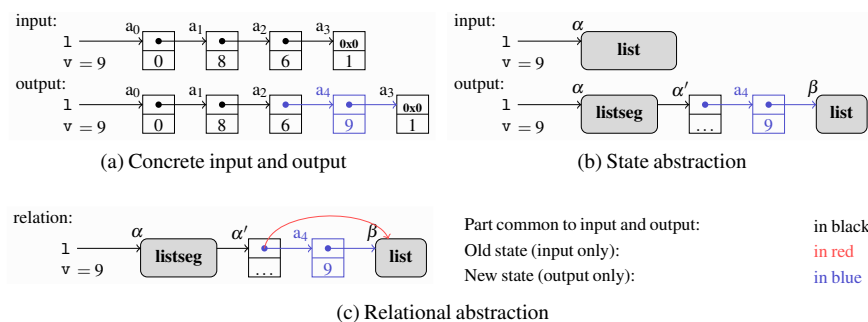 input:
l
a0 a1 a2 a3
0x0
v = 9
0 8 6 1
output:
l
a0 a1 a2 a4 a3
0x0
v = 9
0 8 6 9 1
(a) Concrete input and output
input:
l
α
list
v = 9
output:
l
α α′ a4 β
listseg
list
v = 9
... 9
(b) State abstraction
relation:
l
α α′ a4 β
listseg
list
v = 9
... 9
Part common to input and output: in black
Old state (input only): in red
New state (output only): in blue
(c) Relational abstraction